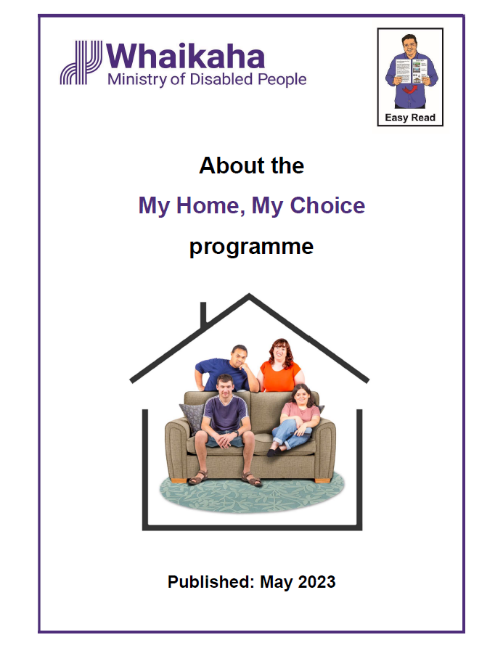 Whaikaha
Ministry of Disabled People
Easy Read
About the
My Home, My Choice
programme
Published: May 2023